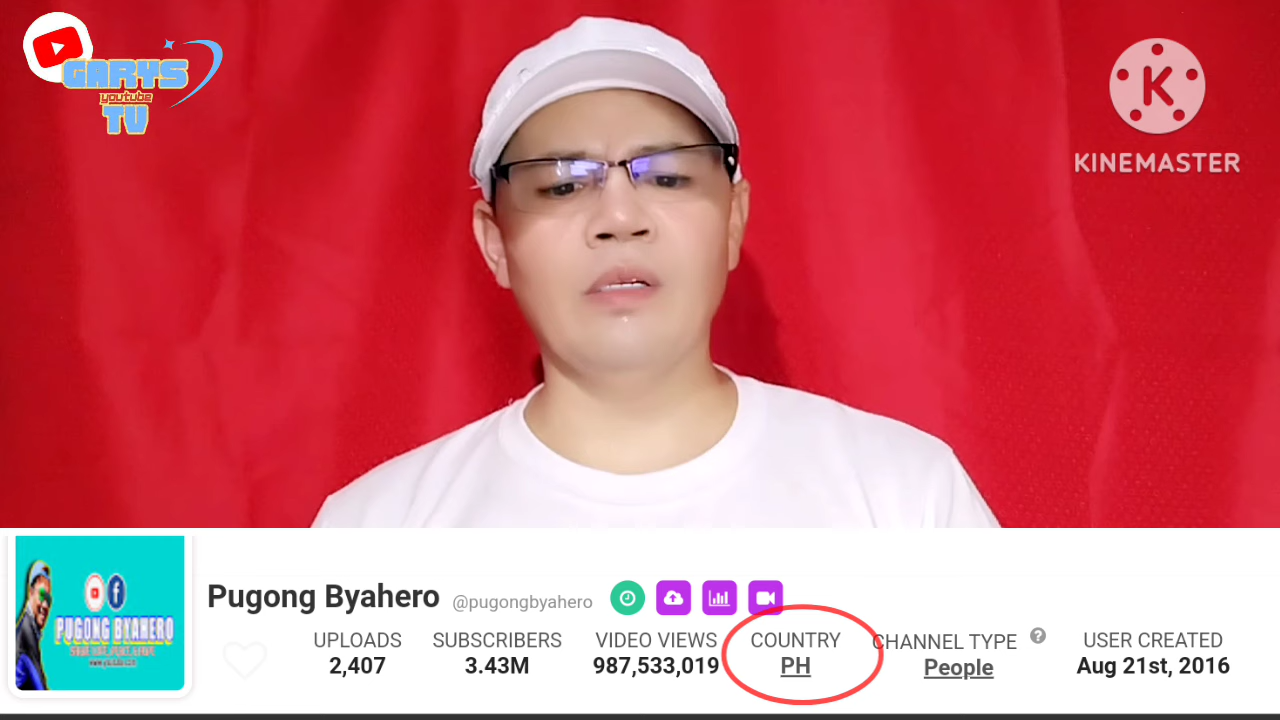 GARYS
youtube
TV
KINEMASTER
Pugong Byahero @pugongbyahero
UPLOADS SUBSCRIBERS VIDEO VIEWS COUNTRY CHANNEL TYPE USER CREATED
2,407 3.43M 987,533,019 PH People Aug 21st, 2016
PUGONG BYAHERO